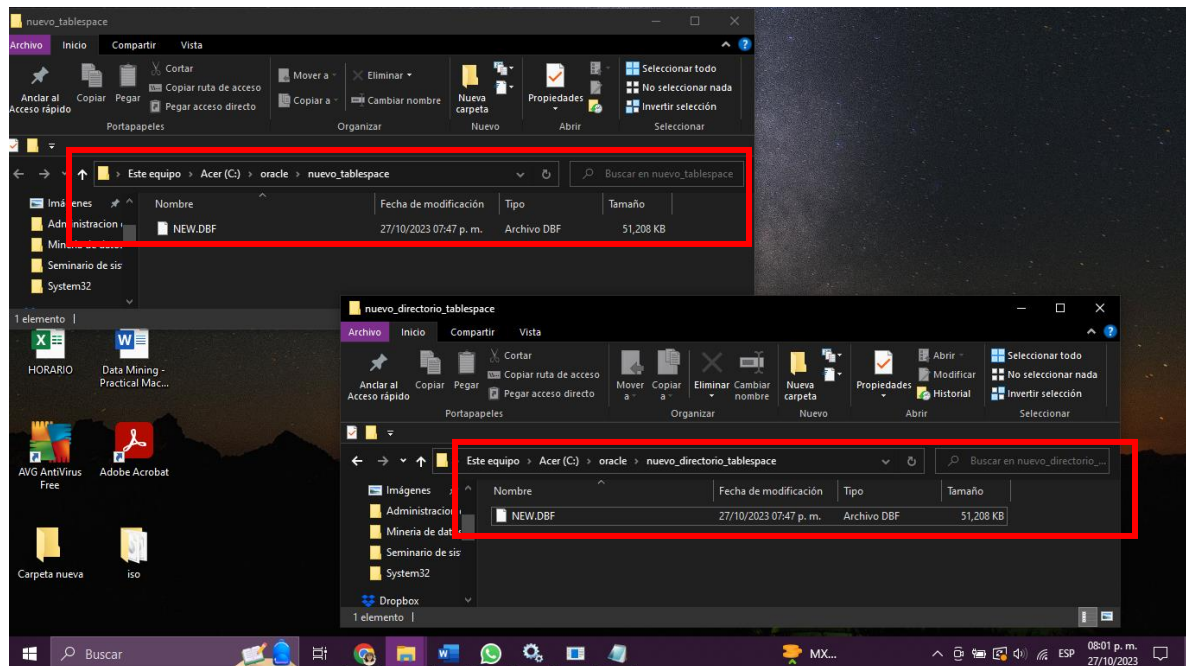 nuevo_tablespace
Archivo Inicio Compartir Vista
Anclar al Acceso rápido
Copiar
Pegar
Cortar
Copiar ruta de acceso
Pegar acceso directo
Mover a
Copiar a
Eliminar
Cambiar nombre
Nueva carpeta
Propiedades
Seleccionar todo
No seleccionar nada
Invertir selección
Portapapeles Organizar Nuevo Abrir Seleccionar
Este equipo > Acer (C:) > oracle > nuevo_tablespace
Buscar en nuevo_tablespace
Nombre Fecha de modificación Tipo Tamaño
NEW.DBF 27/10/2023 07:47 p. m. Archivo DBF 51,208 KB
Imágenes
Administracion
Seminario de sis
System32
1 elemento
nuevo_directorio_tablespace
Archivo Inicio Compartir Vista
Anclar al Acceso rápido
Copiar
Pegar
Cortar
Copiar ruta de acceso
Pegar acceso directo
Mover a
Copiar a
Eliminar
Cambiar nombre
Nueva carpeta
Propiedades
Abrir
Modificar
Historial
Seleccionar todo
No seleccionar nada
Invertir selección
Portapapeles Organizar Nuevo Abrir Seleccionar
Este equipo > Acer (C:) > oracle > nuevo_directorio_tablespace
Buscar en nuevo_directorio_...
Nombre Fecha de modificación Tipo Tamaño
NEW.DBF 27/10/2023 07:47 p. m. Archivo DBF 51,208 KB
Imágenes
Administracion
Mineria de dat
Seminario de sis
System32
Dropbox
1 elemento
HORARIO
Data Mining -
Practical Mac...
AVG AntiVirus
Free
Adobe Acrobat
Carpeta nueva
iso
Buscar
MX...
ESP
08:01 p. m.
27/10/2023